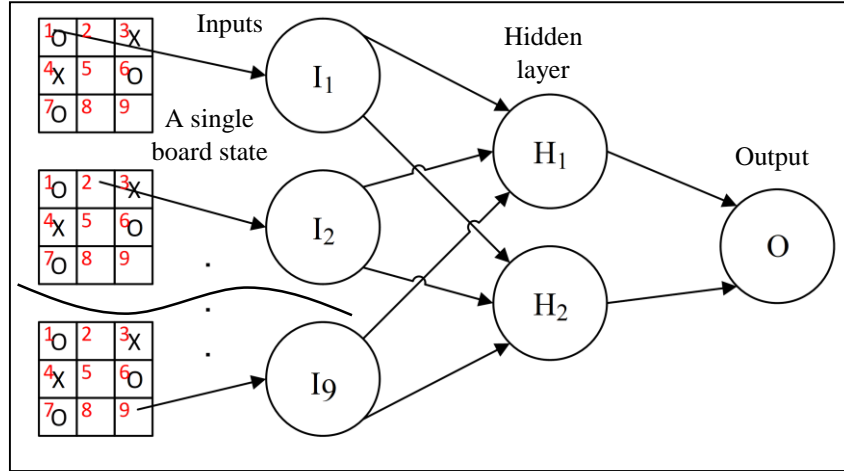 Inputs
Hidden
layer
1O 2 3X
4X 5 6O
7O 8 9
I1
A single
board state
H1
Output
1O 2 3X
4X 5 6O
7O 8 9
I2
O
H2
1O 2 3X
4X 5 6O
7O 8 9
I9